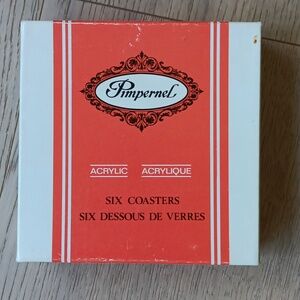 Pimpernel
ACRYLIC ACRYLIQUE
SIX COASTERS
SIX DESSOUS DE VERRES